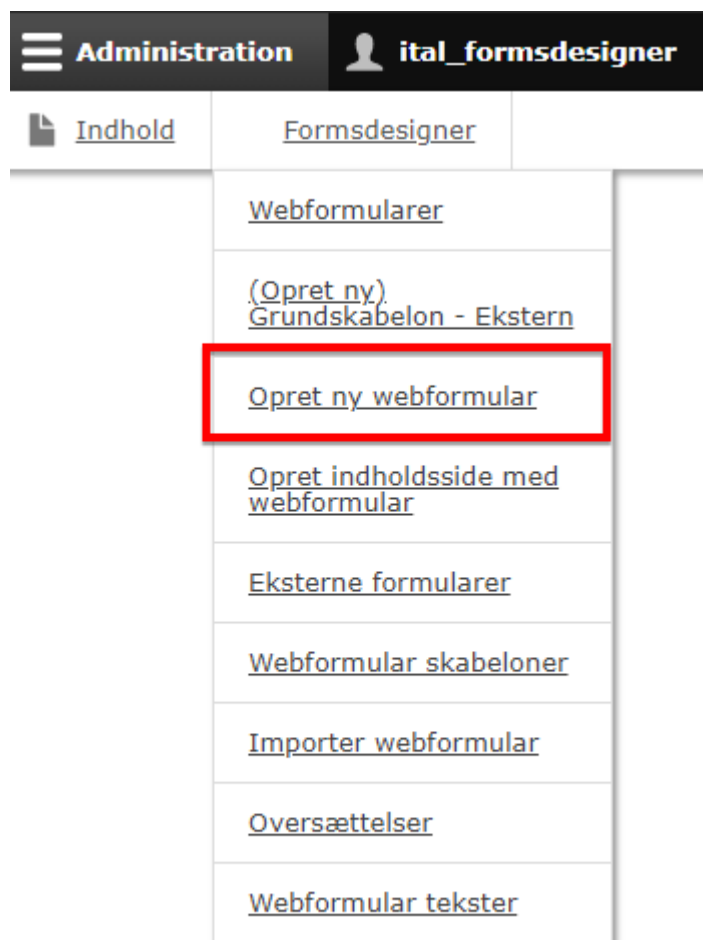 Administration ital_formsdesigner
Indhold Formsdesigner
Webformularer
(Opret ny)
Grundskabelon - Ekstern
Opret ny webformular
Opret indholdsside med
webformular
Eksterne formularer
Webformular skabeloner
Importer webformular
Oversættelser
Webformular tekster